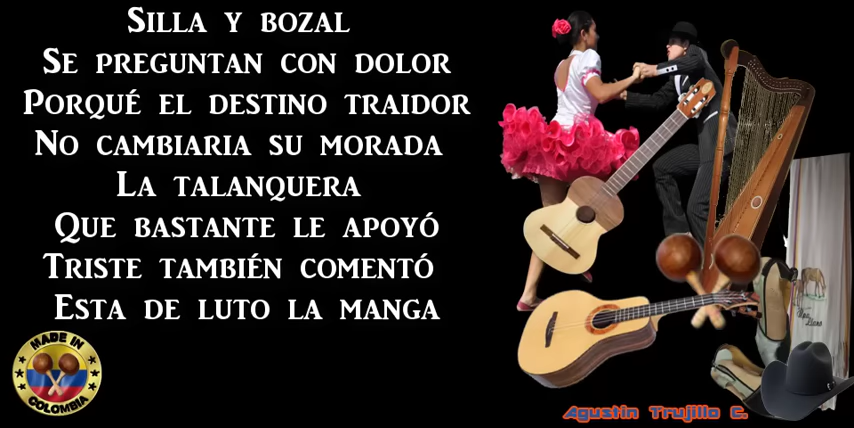 Silla y bozal
Se preguntan con dolor
Porqué el destino traidor
No cambiaria su morada
La talanquera
Que bastante le apoyó
Triste también comentó
Esta de luto la manga
MADE IN
COLOMBIA
Agustin Trujillo C.